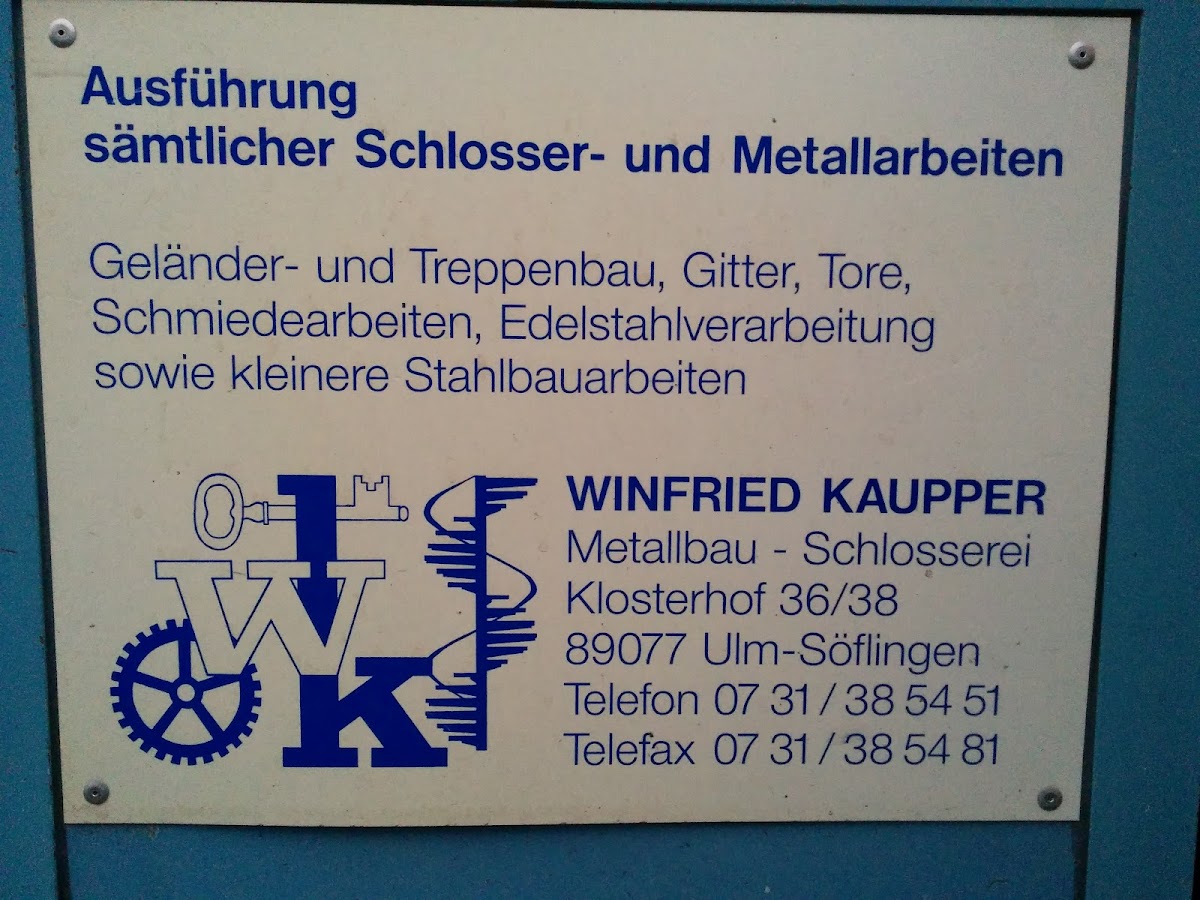 Ausführung
sämtlicher Schlosser- und Metallarbeiten
Geländer- und Treppenbau, Gitter, Tore,
Schmiedearbeiten, Edelstahlverarbeitung
sowie kleinere Stahlbauarbeiten
WK
WINFRIED KAUPPER
Metallbau - Schlosserei
Klosterhof 36/38
89077 Ulm-Söflingen
Telefon 07 31 / 38 54 51
Telefax 07 31 / 38 54 81